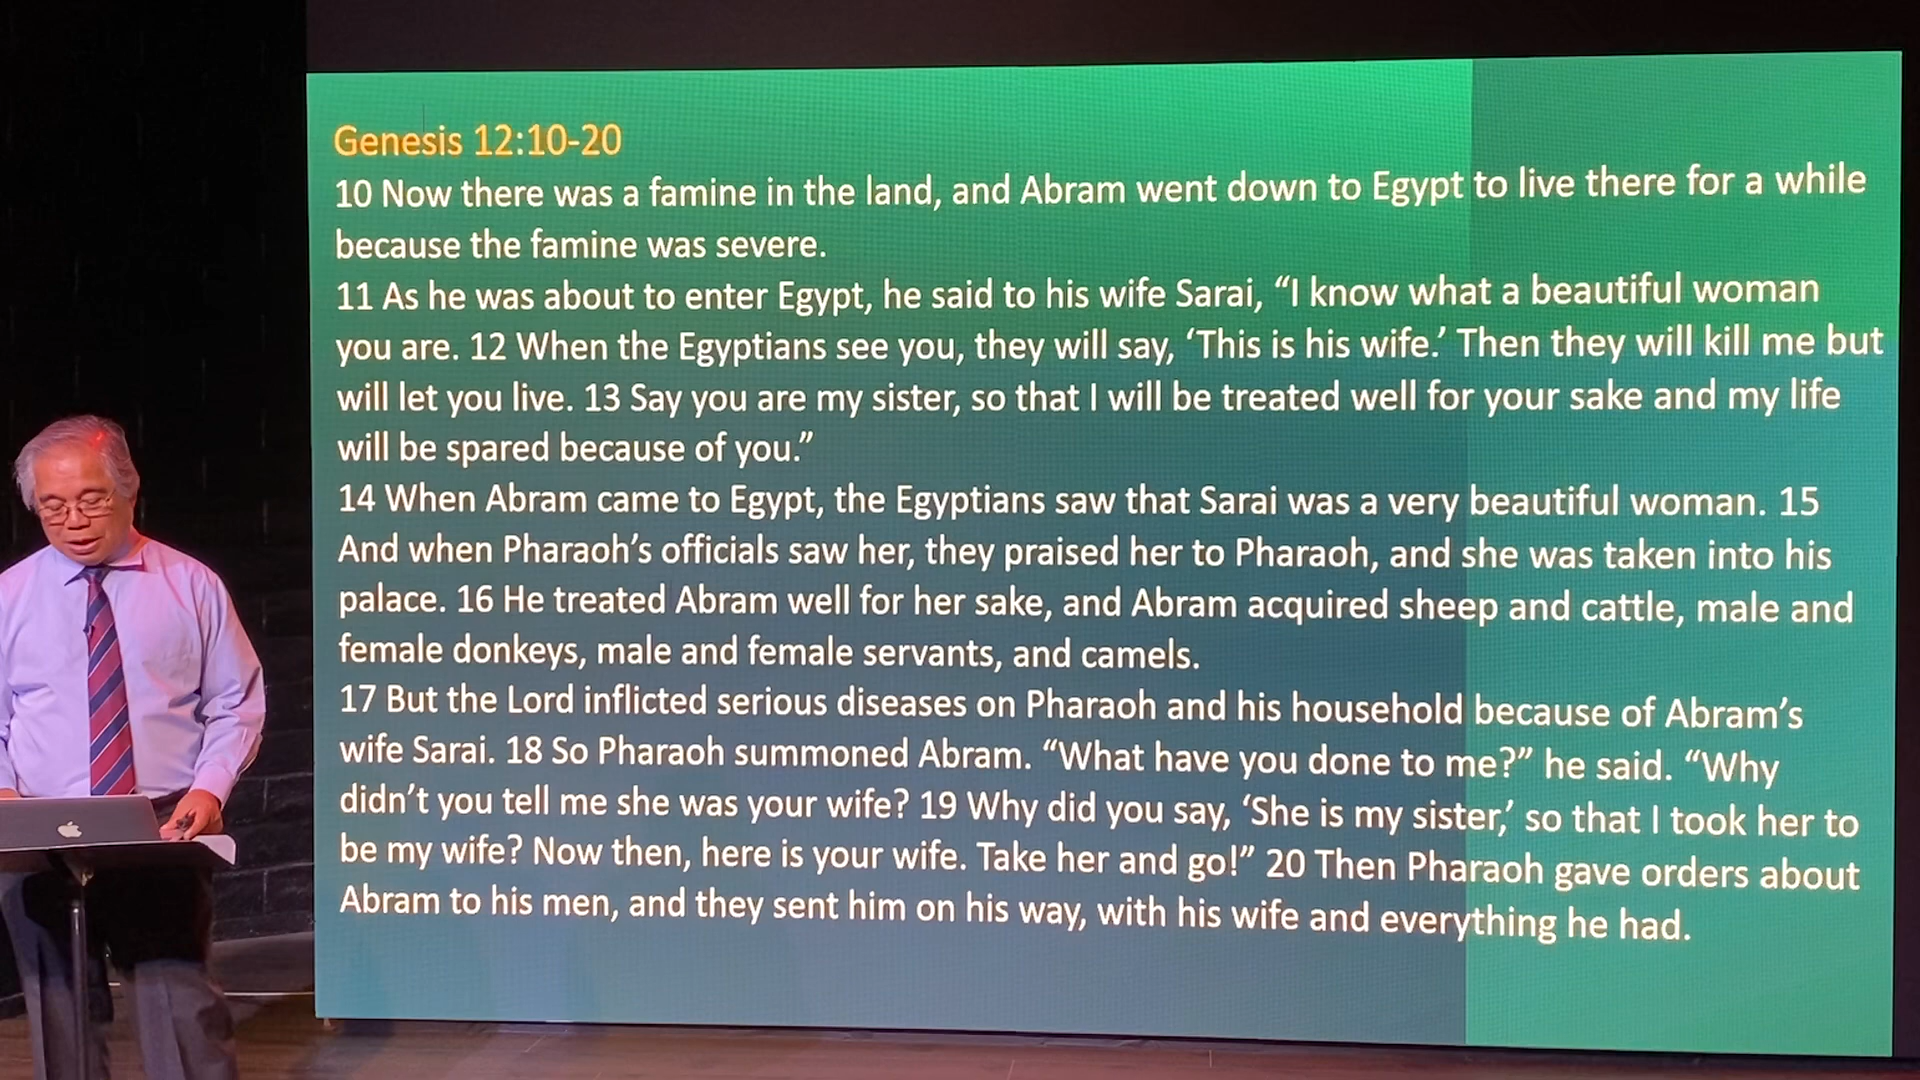 Genesis 12:10-20
10 Now there was a famine in the land, and Abram went down to Egypt to live there for a while
because the famine was severe.
11 As he was about to enter Egypt, he said to his wife Sarai, “I know what a beautiful woman
you are. 12 When the Egyptians see you, they will say, ‘This is his wife.’ Then they will kill me but
will let you live. 13 Say you are my sister, so that I will be treated well for your sake and my life
will be spared because of you.”
14 When Abram came to Egypt, the Egyptians saw that Sarai was a very beautiful woman. 15
And when Pharaoh’s officials saw her, they praised her to Pharaoh, and she was taken into his
palace. 16 He treated Abram well for her sake, and Abram acquired sheep and cattle, male and
female donkeys, male and female servants, and camels.
17 But the Lord inflicted serious diseases on Pharaoh and his household because of Abram’s
wife Sarai. 18 So Pharaoh summoned Abram. “What have you done to me?” he said. “Why
didn’t you tell me she was your wife? 19 Why did you say, ‘She is my sister,’ so that I took her to
be my wife? Now then, here is your wife. Take her and go!” 20 Then Pharaoh gave orders about
Abram to his men, and they sent him on his way, with his wife and everything he had.